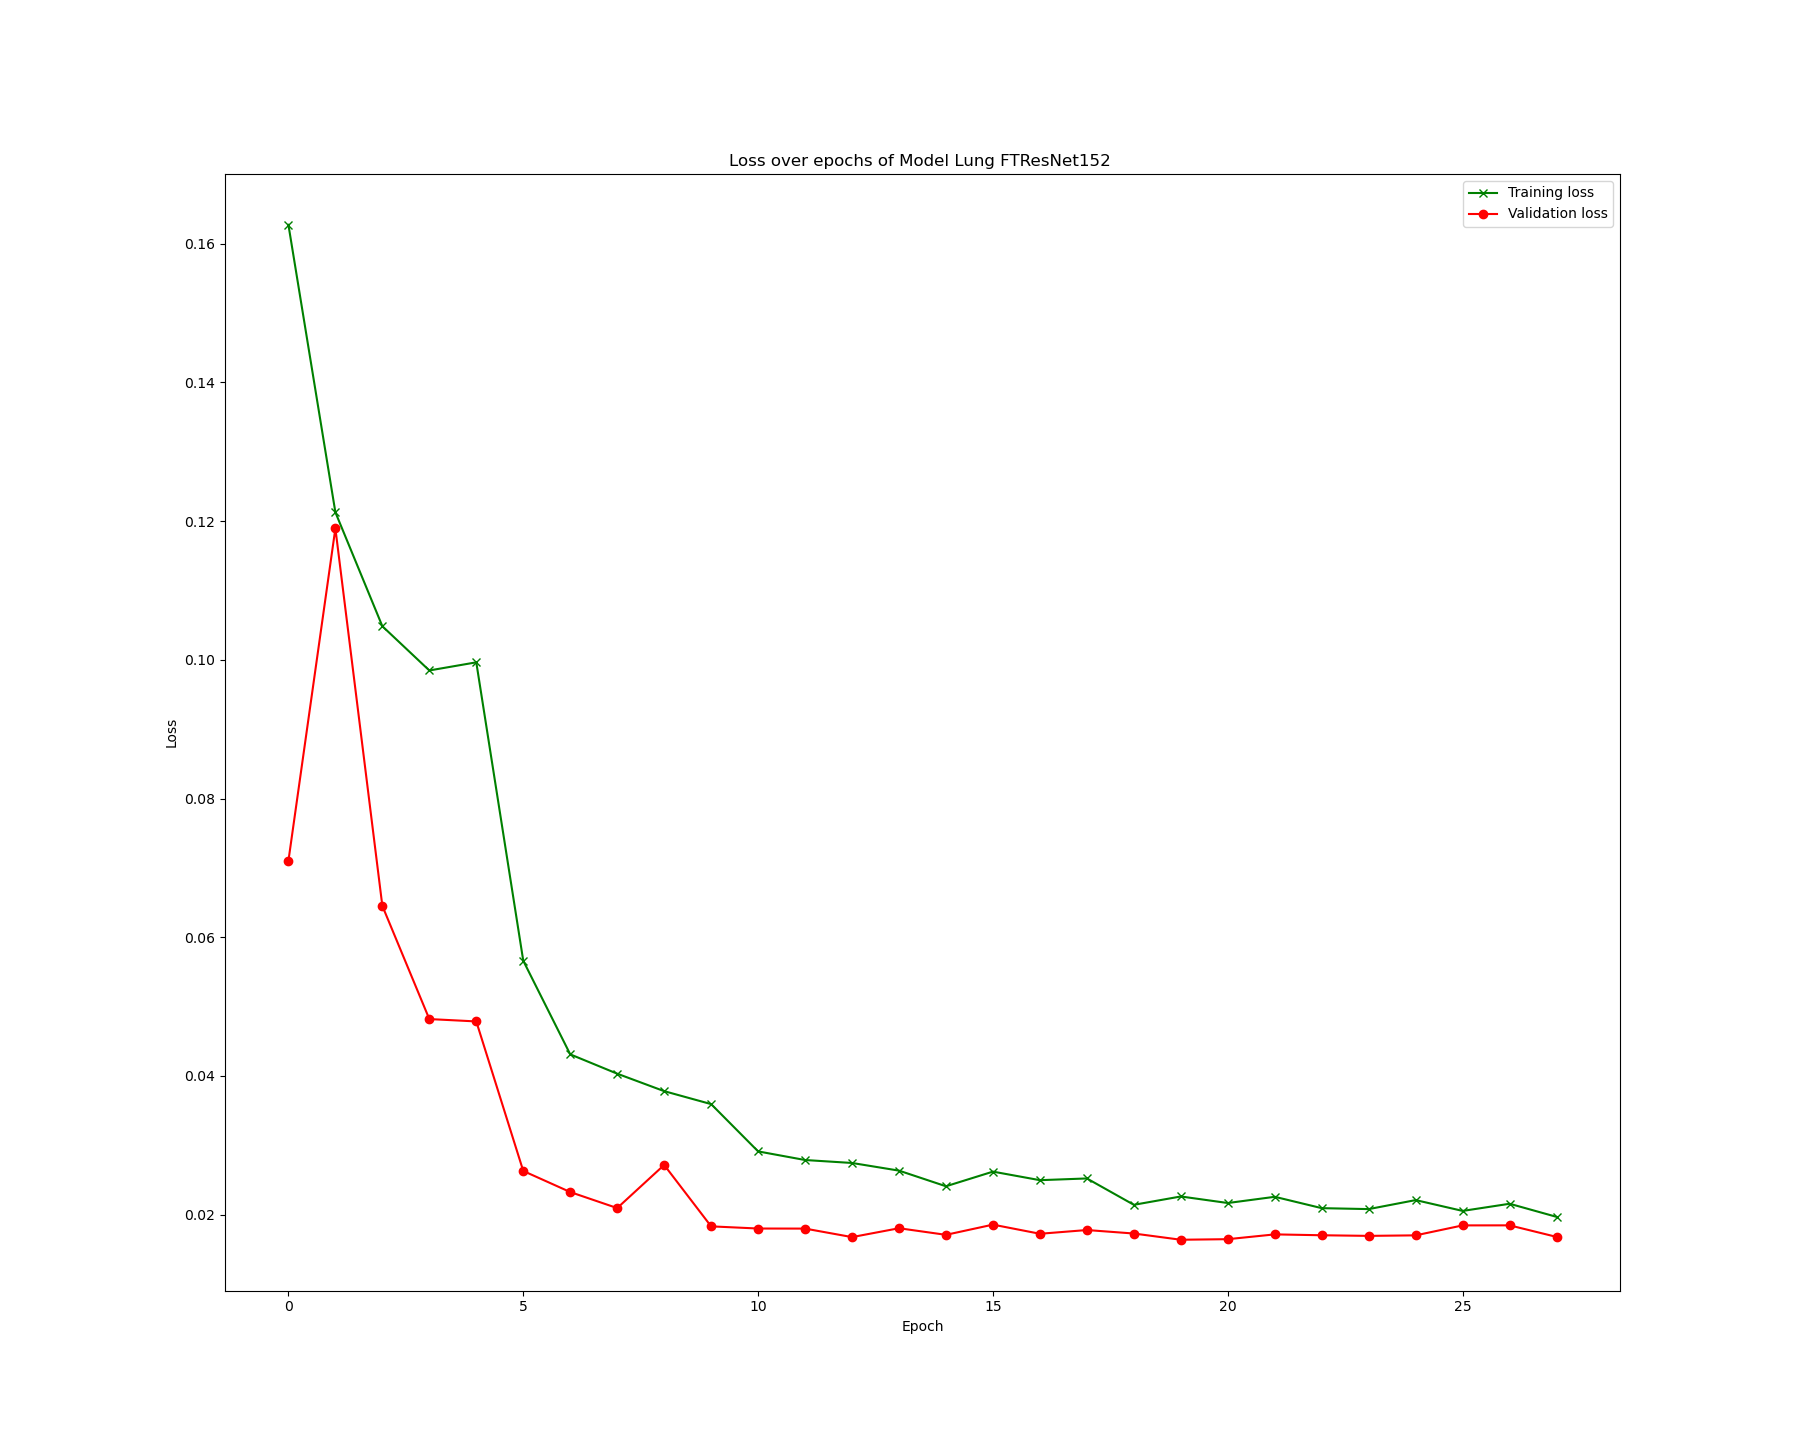 Loss over epochs of Model Lung FTResNet152
Training loss
Validation loss
0.16
0.14
0.12
0.10
0.08
0.06
0.04
0.02
Loss
0 5 10 15 20 25
Epoch